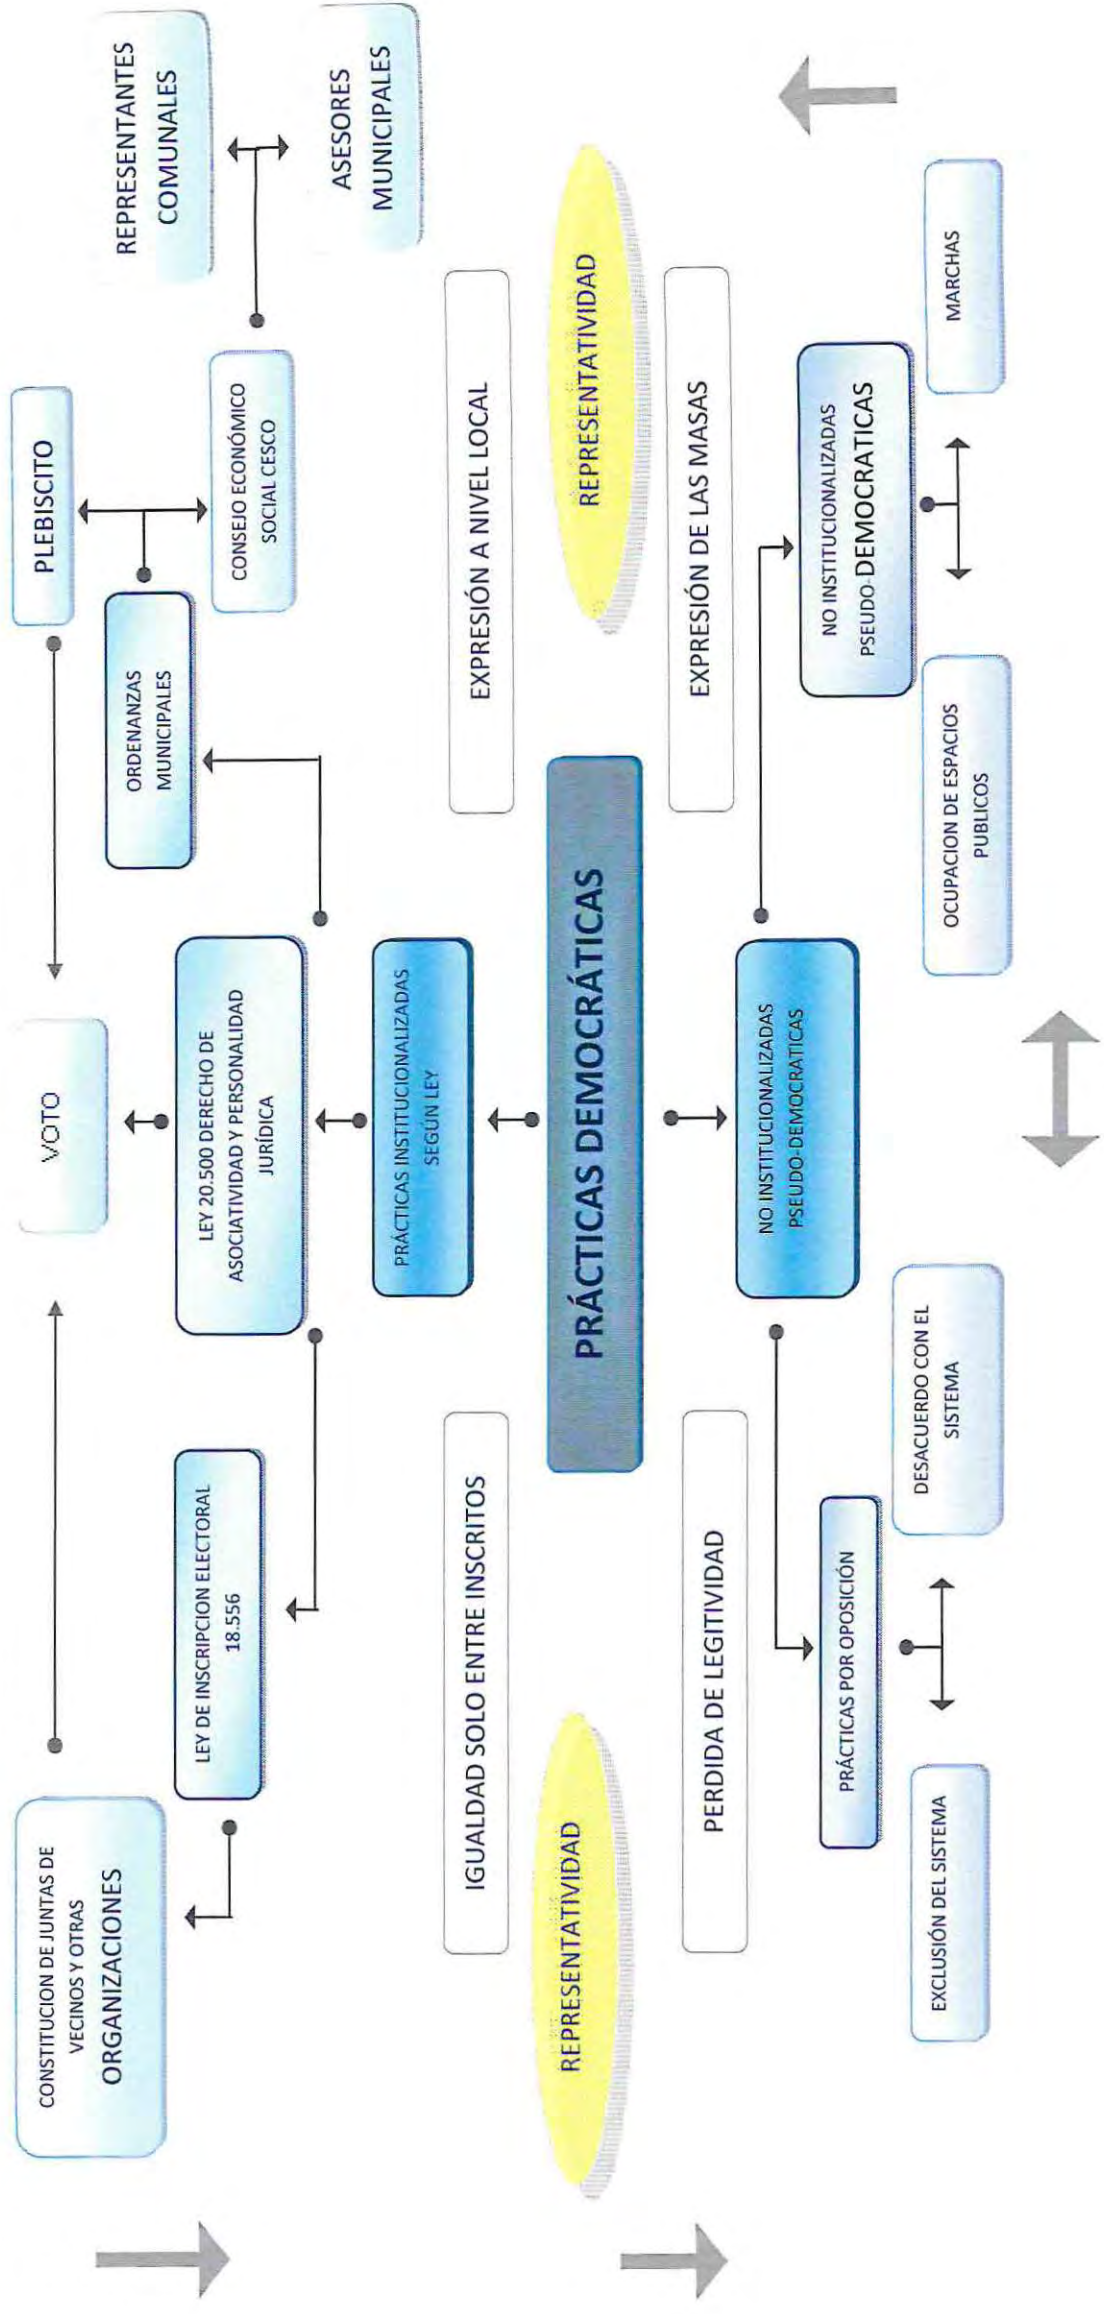 CONSTITUCION DE JUNTAS DE
VECINOS Y OTRAS
ORGANIZACIONES
VOTO
PLEBISCITO
REPRESENTANTES
COMUNALES
ORDENANZAS
MUNICIPALES
LEY DE INSCRIPCION ELECTORAL
18.556
LEY 20.500 DERECHO DE
ASOCIATIVIDAD Y PERSONALIDAD
JURÍDICA
CONSEJO ECONÓMICO
SOCIAL CESCO
ASESORES
MUNICIPALES
PRÁCTICAS INSTITUCIONALIZADAS
SEGÚN LEY
IGUALDAD SOLO ENTRE INSCRITOS
EXPRESIÓN A NIVEL LOCAL
REPRESENTATIVIDAD
PRÁCTICAS DEMOCRÁTICAS
REPRESENTATIVIDAD
PERDIDA DE LEGITIVIDAD
EXPRESIÓN DE LAS MASAS
NO INSTITUCIONALIZADAS
PSEUDO-DEMOCRATICAS
PRÁCTICAS POR OPOSICIÓN
NO INSTITUCIONALIZADAS
PSEUDO-DEMOCRATICAS
EXCLUSIÓN DEL SISTEMA
DESACUERDO CON EL
SISTEMA
OCUPACION DE ESPACIOS
PUBLICOS
MARCHAS